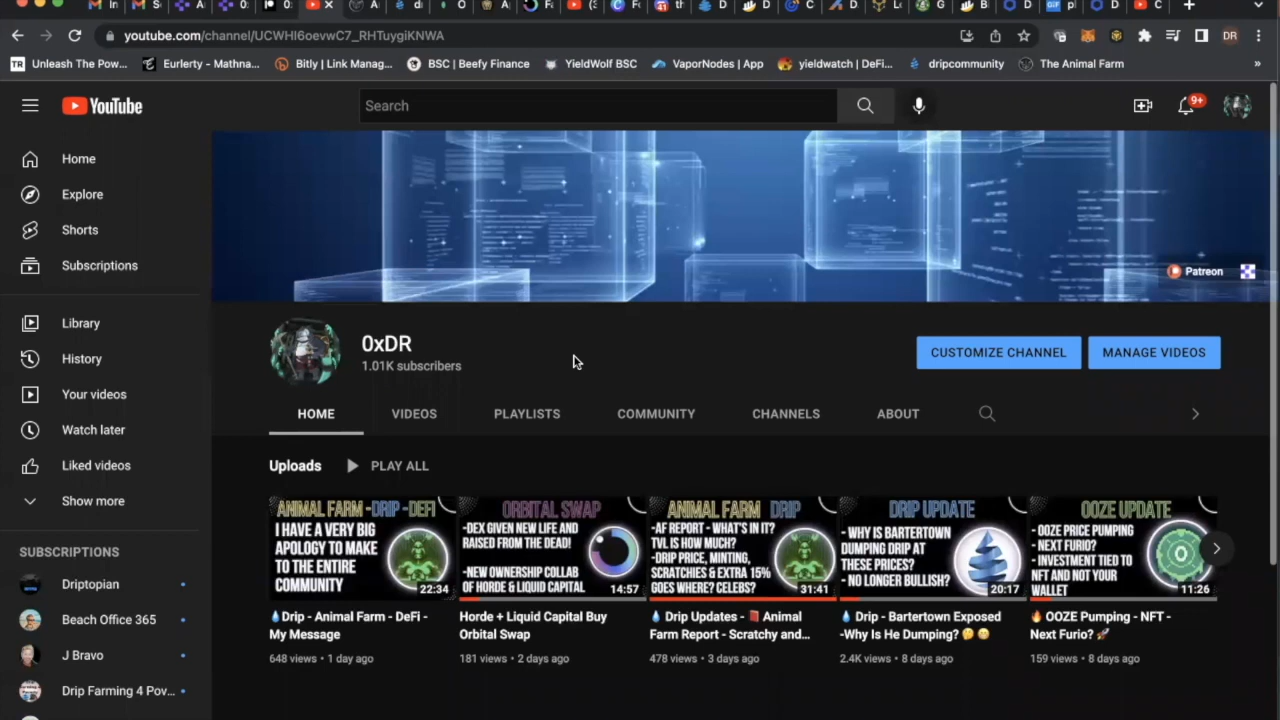 youtube.com/channel/UCWHI6oevwC7_RHTuygiKNWA
DR
TR Unleash The Pow... Eurlerty - Mathna... Bitly | Link Manag... BSC | Beefy Finance YieldWolf BSC VaporNodes | App yieldwatch | DeFi... dripcommunity The Animal Farm »
YouTube
Search
9+
Home
Explore
Shorts
Subscriptions
Library
History
Your videos
Watch later
Liked videos
Show more
SUBSCRIPTIONS
Driptopian
Beach Office 365
J Bravo
Drip Farming 4 Pov...
Patreon
0xDR
1.01K subscribers
CUSTOMIZE CHANNEL MANAGE VIDEOS
HOME VIDEOS PLAYLISTS COMMUNITY CHANNELS ABOUT
Uploads PLAY ALL
ANIMAL FARM -DRIP -DEFI
I HAVE A VERY BIG
APOLOGY TO MAKE
TO THE ENTIRE
COMMUNITY
22:34
💧Drip - Animal Farm - DeFi -
My Message
648 views • 1 day ago
ORBITAL SWAP
-DEX GIVEN NEW LIFE AND
RAISED FROM THE DEAD!
-NEW OWNERSHIP COLLAB
OF HORDE & LIQUID CAPITAL
14:57
Horde + Liquid Capital Buy
Orbital Swap
181 views • 2 days ago
ANIMAL FARM DRIP
-AF REPORT - WHAT'S IN IT?
TVL IS HOW MUCH?
-DRIP PRICE, MINTING,
SCRATCHIES & EXTRA 15%
GOES WHERE? CELEBS?
31:41
💧 Drip Updates - 📕 Animal
Farm Report - Scratchy and...
478 views • 3 days ago
DRIP UPDATE
- WHY IS BARTERTOWN
DUMPING DRIP AT
THESE PRICES?
- NO LONGER BULLISH?
20:17
💧 Drip - Bartertown Exposed
-Why Is He Dumping? 🤔😁
2.4K views • 8 days ago
OOZE UPDATE
- OOZE PRICE PUMPING
- NEXT FURIO?
- INVESTMENT TIED TO
NFT AND NOT YOUR
WALLET
11:26
🔥 OOZE Pumping - NFT -
Next Furio? 🚀
159 views • 8 days ago